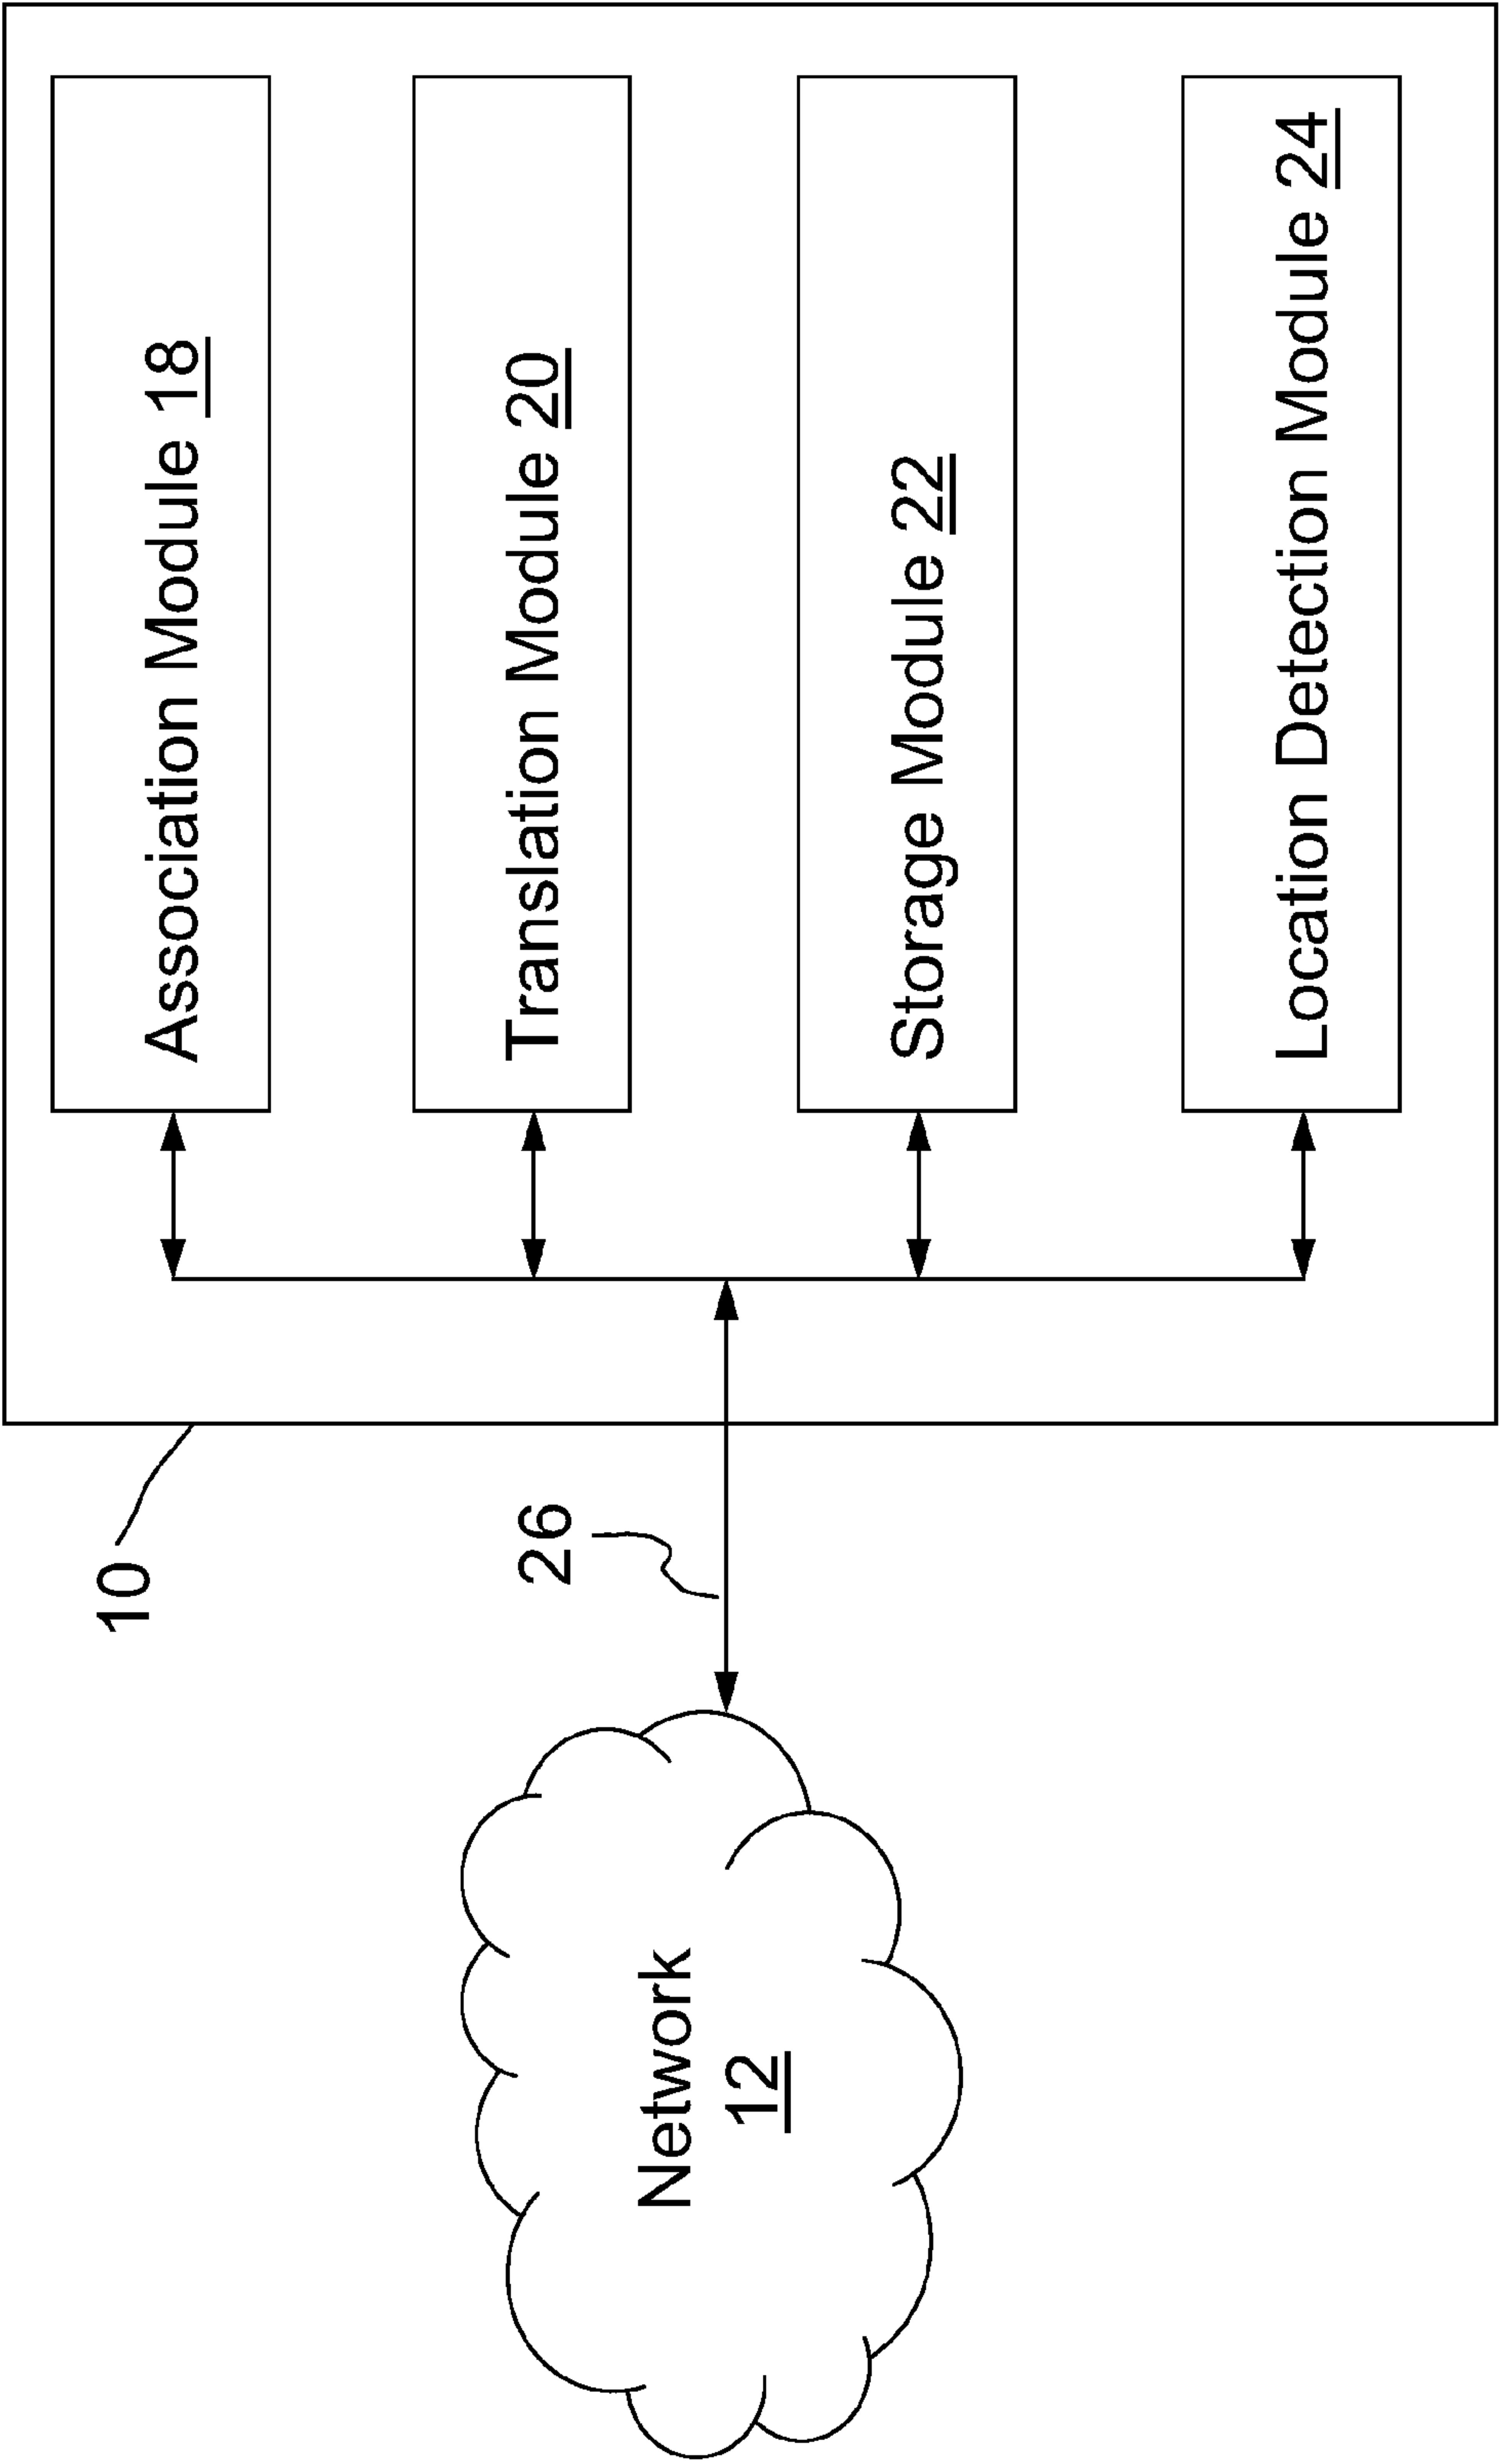 10
Association Module 18
Translation Module 20
26
Network
12
Storage Module 22
Location Detection Module 24